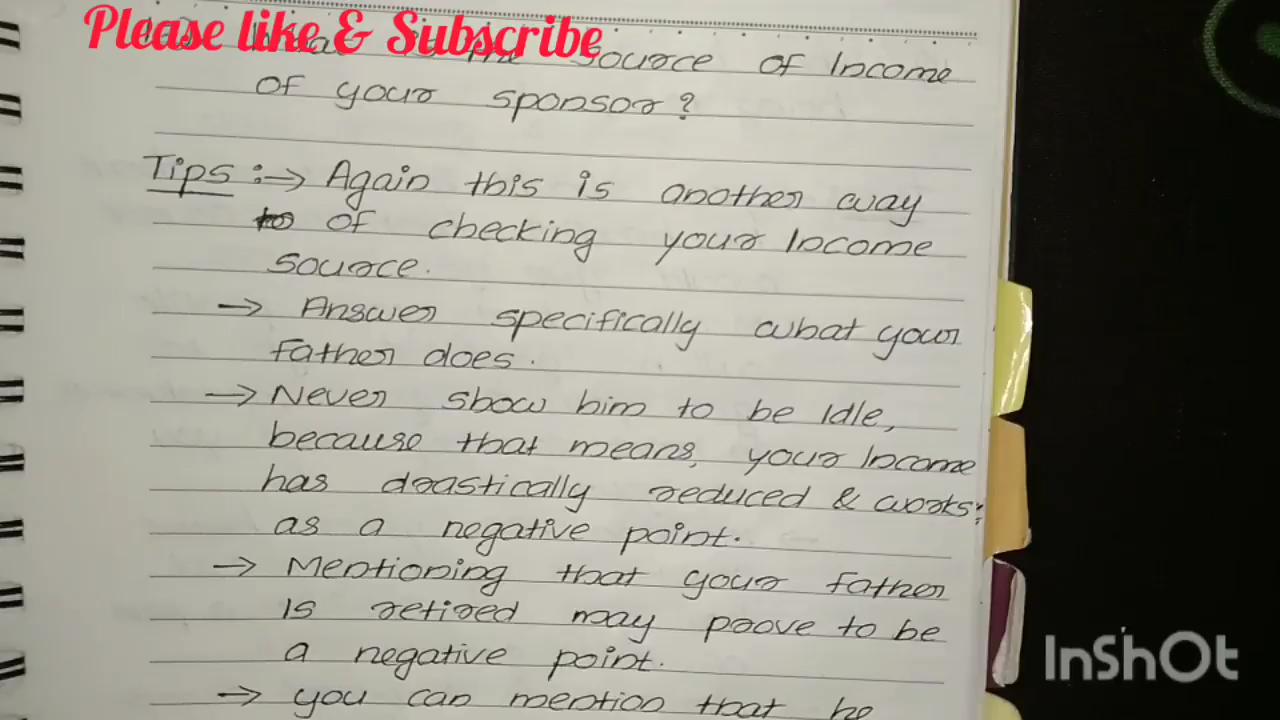 Please like & Subscribe
the source of Income
of your sponsor?
Tips :→ Again this is another way
of checking your Income
source.
→ Answer specifically what your
father does.
→ Never show him to be Idle,
because that means, your Income
has drastically reduced & works:
as a negative point.
→ Mentioning that your father
is retired may prove to be
a negative point.
→ you can mention that he
InShOt